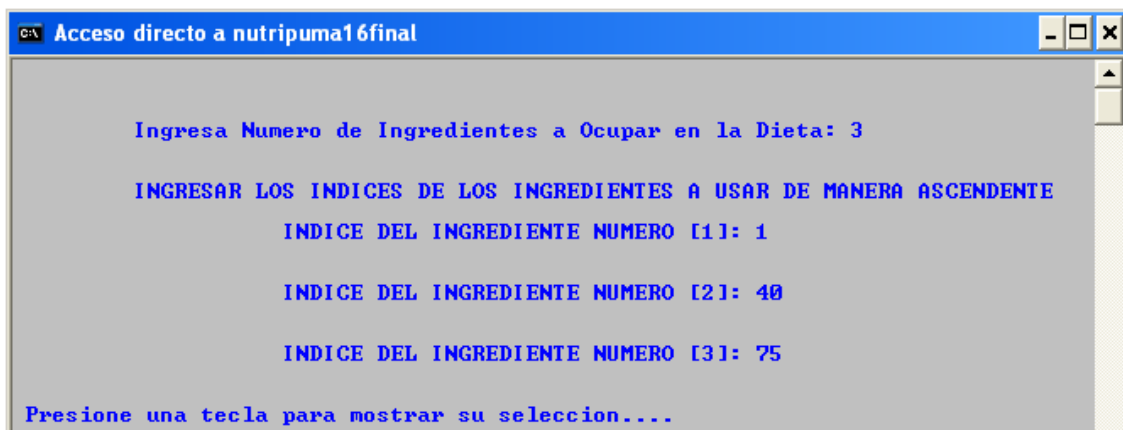 Acceso directo a nutripuma16final
Ingresa Numero de Ingredientes a Ocupar en la Dieta: 3
INGRESAR LOS INDICES DE LOS INGREDIENTES A USAR DE MANERA ASCENDENTE
INDICE DEL INGREDIENTE NUMERO [1]: 1
INDICE DEL INGREDIENTE NUMERO [2]: 40
INDICE DEL INGREDIENTE NUMERO [3]: 75
Presione una tecla para mostrar su seleccion....